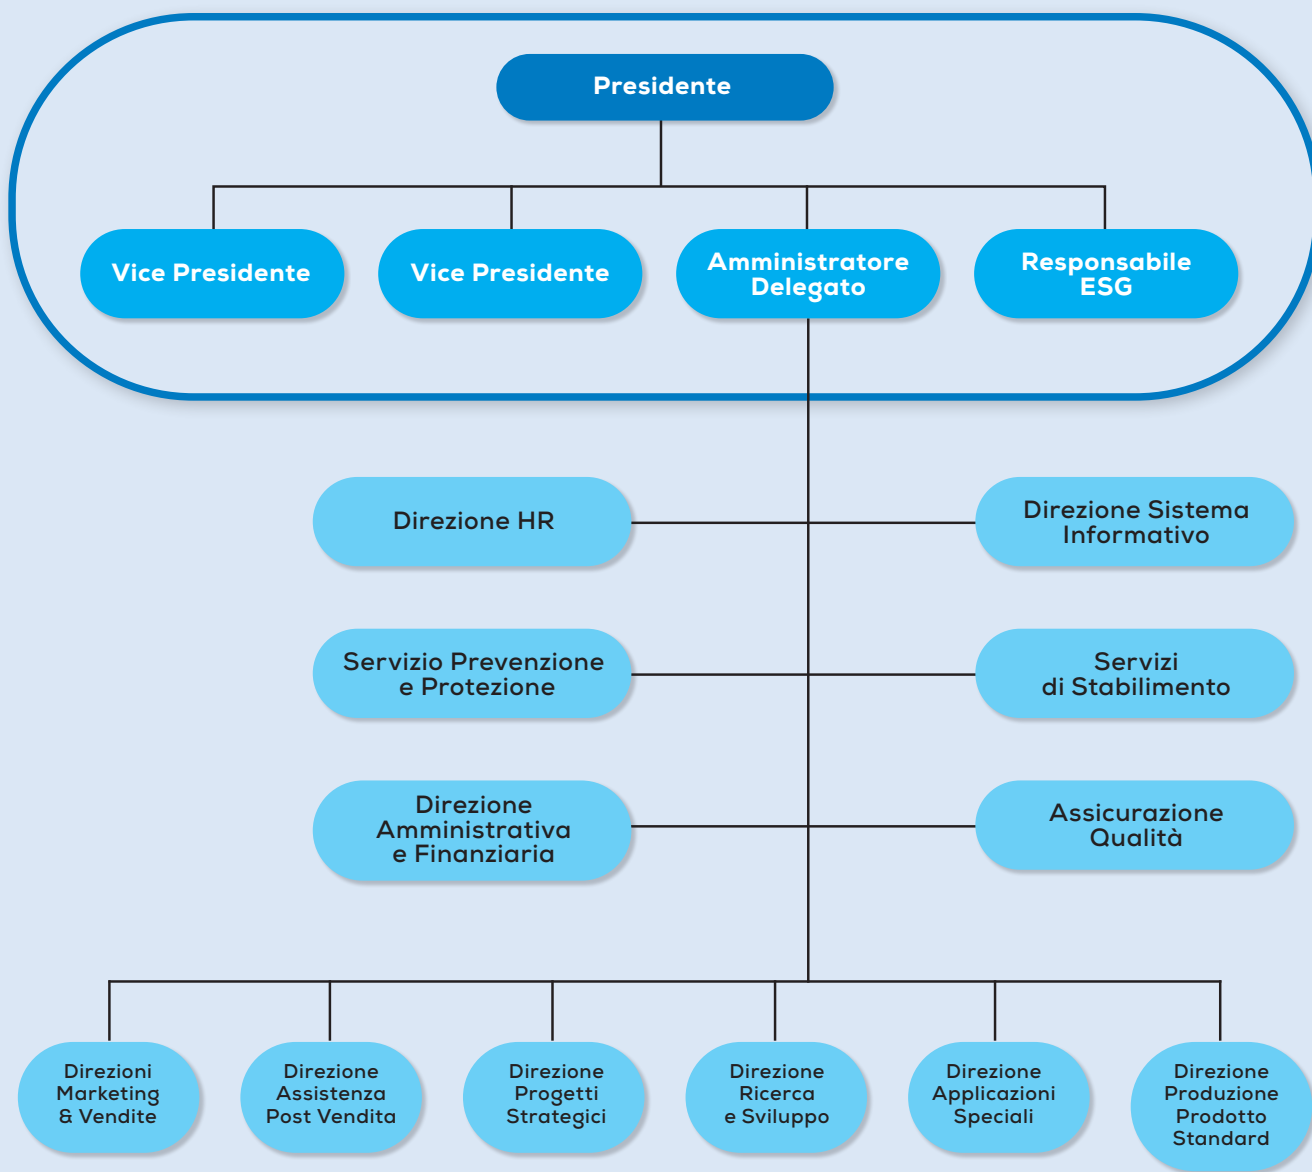 Presidente
Vice Presidente
Vice Presidente
Amministratore
Delegato
Responsabile
ESG
Direzione HR
Direzione Sistema
Informativo
Servizio Prevenzione
e Protezione
Servizi
di Stabilimento
Direzione
Amministrativa
e Finanziaria
Assicurazione
Qualità
Direzioni
Marketing
& Vendite
Direzione
Assistenza
Post Vendita
Direzione
Progetti
Strategici
Direzione
Ricerca
e Sviluppo
Direzione
Applicazioni
Speciali
Direzione
Produzione
Prodotto
Standard